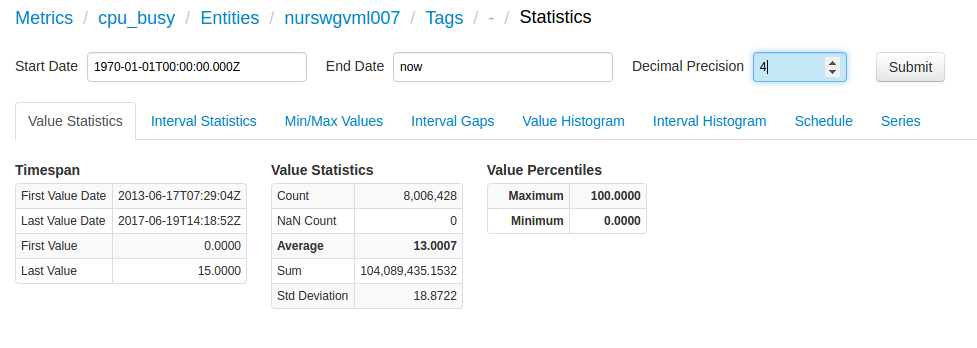 Metrics / cpu_busy / Entities / nurswgvml007 / Tags / - / Statistics
Start Date 1970-01-01T00:00:00.000Z End Date now Decimal Precision 4 Submit
Value Statistics Interval Statistics Min/Max Values Interval Gaps Value Histogram Interval Histogram Schedule Series
Timespan Value Statistics Value Percentiles
First Value Date 2013-06-17T07:29:04Z Count 8,006,428 Maximum 100.0000
Last Value Date 2017-06-19T14:18:52Z NaN Count 0 Minimum 0.0000
First Value 0.0000 Average 13.0007
Last Value 15.0000 Sum 104,089,435.1532
Std Deviation 18.8722